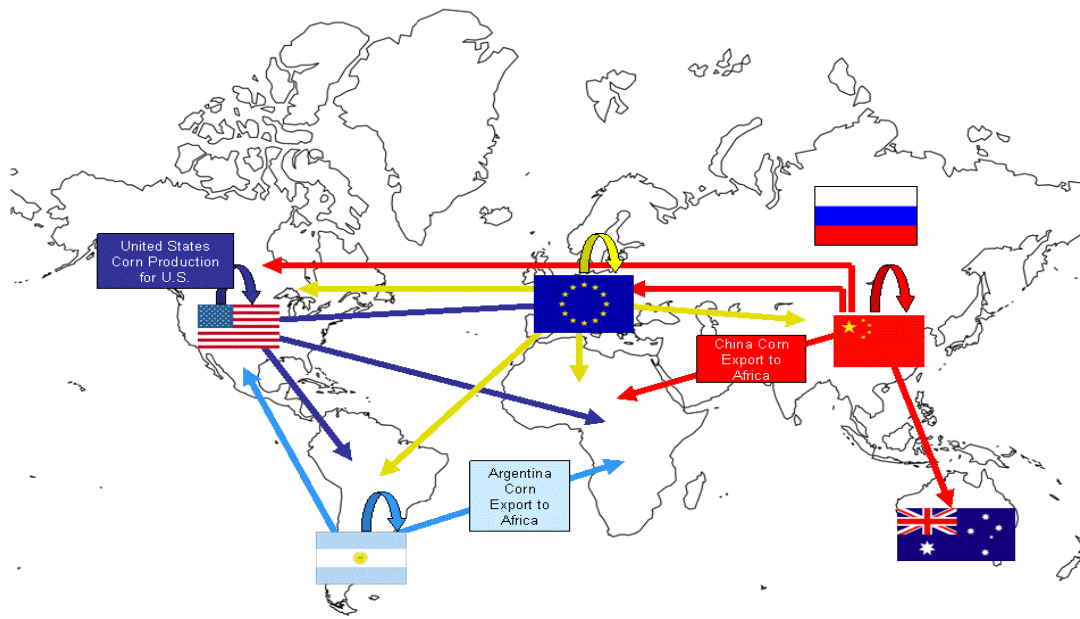 United States
Corn Production
for U.S.
China Corn
Export to
Africa
Argentina
Corn
Export to
Africa